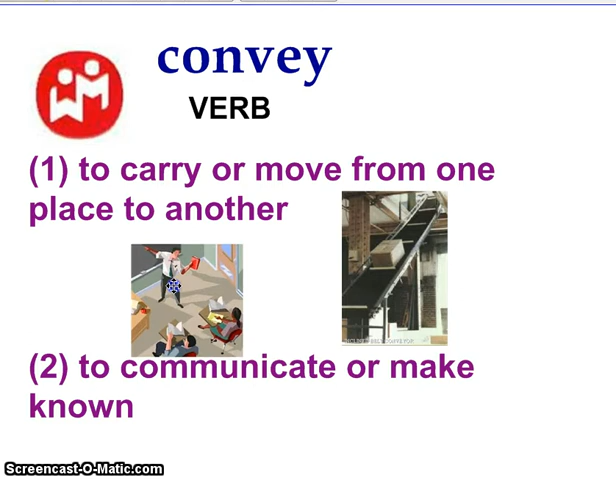 convey
VERB
(1) to carry or move from one
place to another
(2) to communicate or make
known
Screencast-O-Matic.com